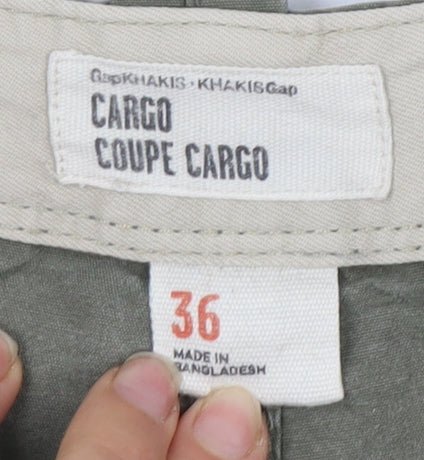 GapKHAKIS · KHAKISGap
CARGO
COUPE CARGO
36
MADE IN
BANGLADESH